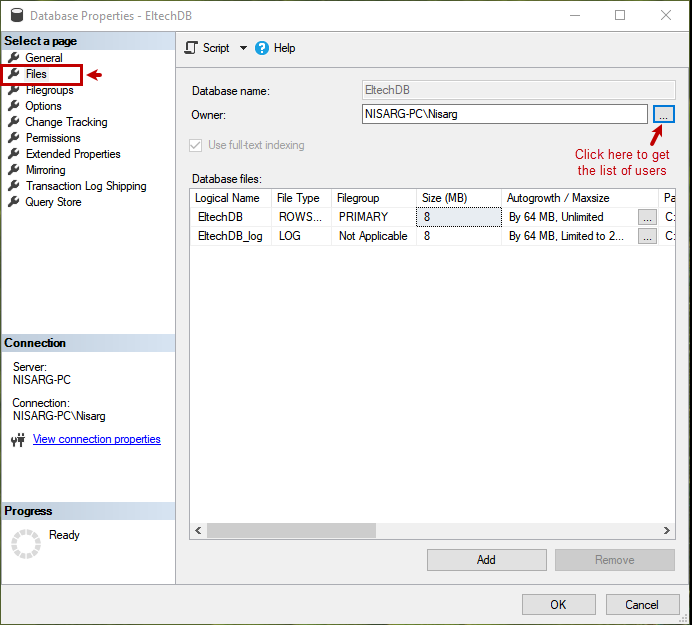 Database Properties - EltechDB
Select a page
General
Files
Filegroups
Options
Change Tracking
Permissions
Extended Properties
Mirroring
Transaction Log Shipping
Query Store
Connection
Server:
NISARG-PC
Connection:
NISARG-PC\Nisarg
View connection properties
Progress
Ready
Script
Help
Database name:
EltechDB
Owner:
NISARG-PC\Nisarg
...
Click here to get
the list of users
Use full-text indexing
Database files:
Logical Name File Type Filegroup Size (MB) Autogrowth / Maxsize Pa
EltechDB ROWS... PRIMARY 8 By 64 MB, Unlimited ... C:
EltechDB_log LOG Not Applicable 8 By 64 MB, Limited to 2... ... C:
Add Remove
OK Cancel